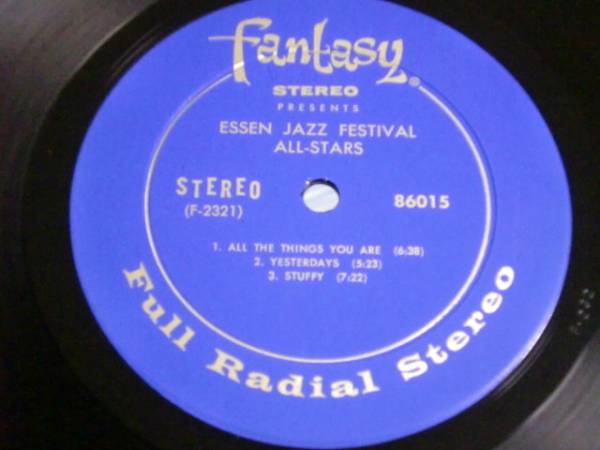 fantasy®
STEREO
PRESENTS
ESSEN JAZZ FESTIVAL
ALL-STARS
STEREO
(F-2321)
86015
1. ALL THE THINGS YOU ARE (6:38)
2. YESTERDAYS (5:23)
3. STUFFY (7:22)
Full Radial Stereo